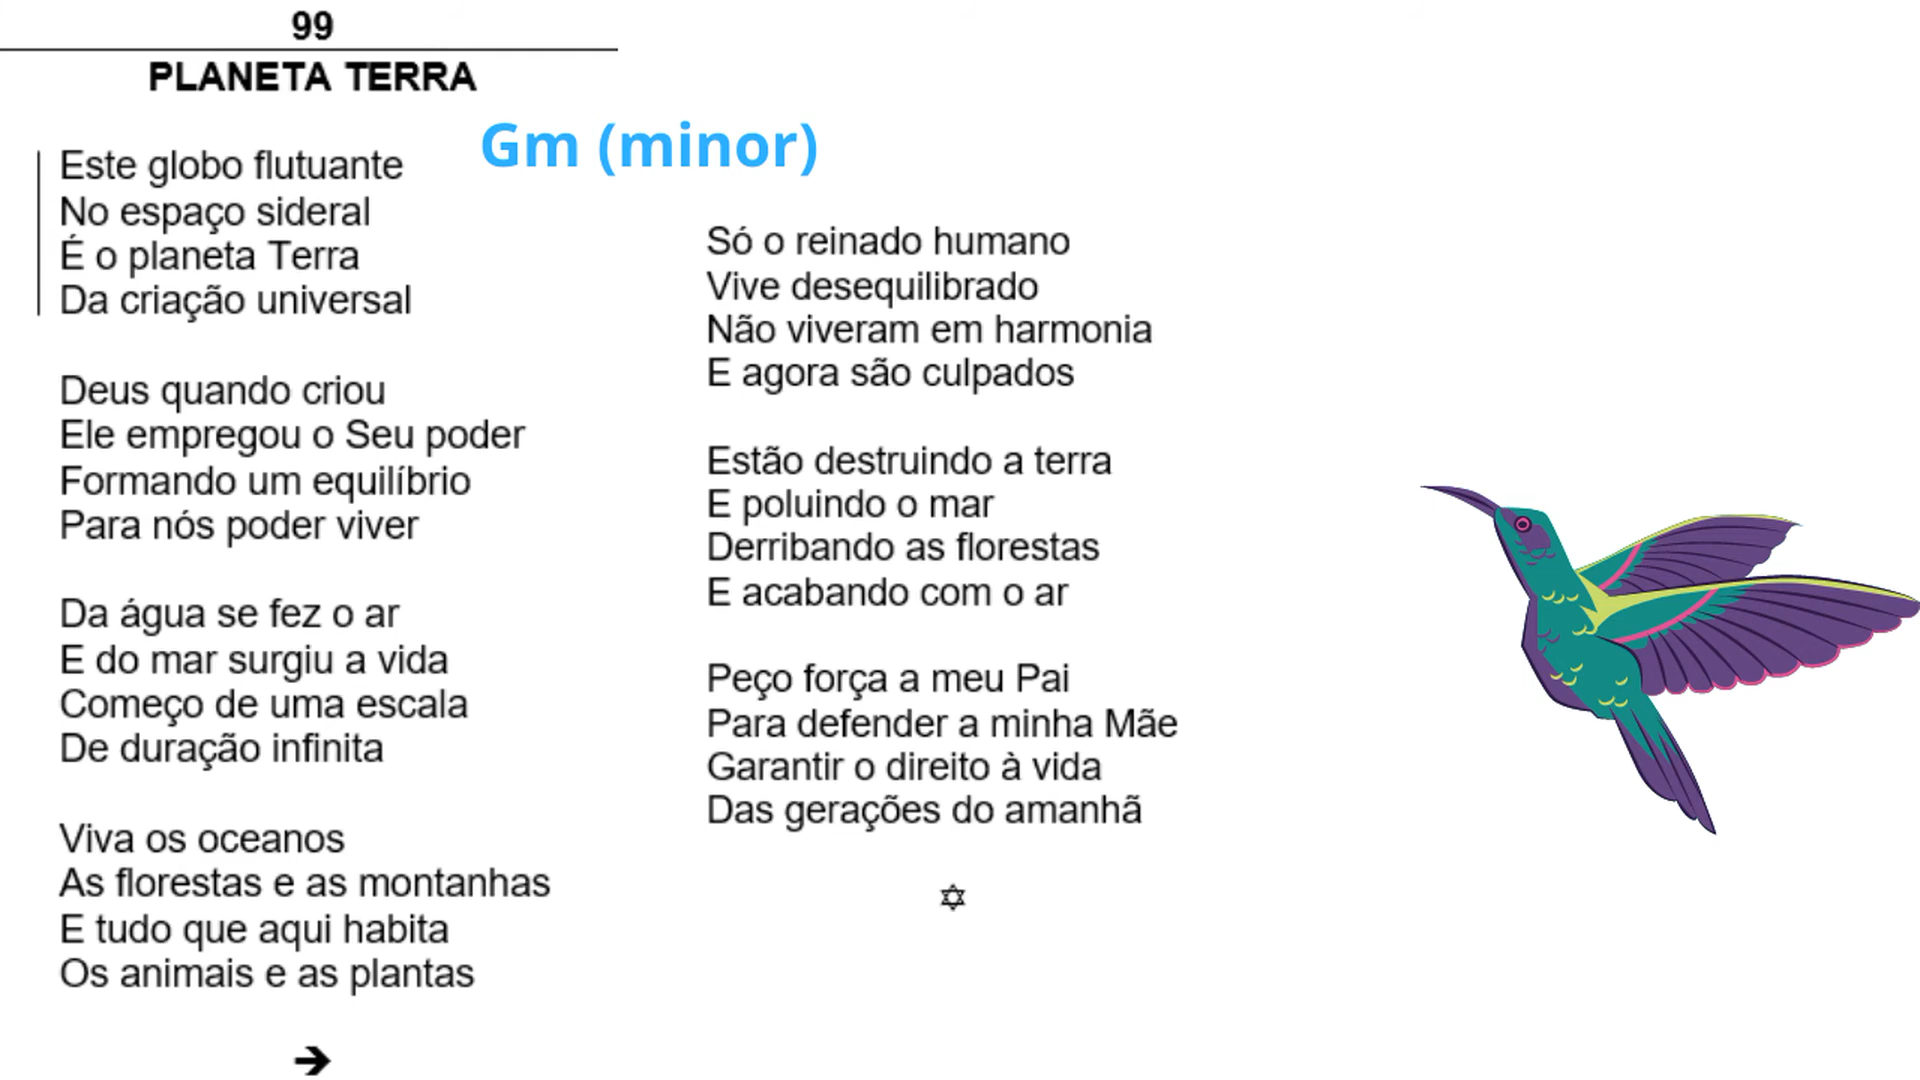 99
PLANETA TERRA
Gm (minor)
Este globo flutuante
No espaço sideral
É o planeta Terra
Da criação universal
Deus quando criou
Ele empregou o Seu poder
Formando um equilíbrio
Para nós poder viver
Da água se fez o ar
E do mar surgiu a vida
Começo de uma escala
De duração infinita
Viva os oceanos
As florestas e as montanhas
E tudo que aqui habita
Os animais e as plantas
Só o reinado humano
Vive desequilibrado
Não viveram em harmonia
E agora são culpados
Estão destruindo a terra
E poluindo o mar
Derribando as florestas
E acabando com o ar
Peço força a meu Pai
Para defender a minha Mãe
Garantir o direito à vida
Das gerações do amanhã